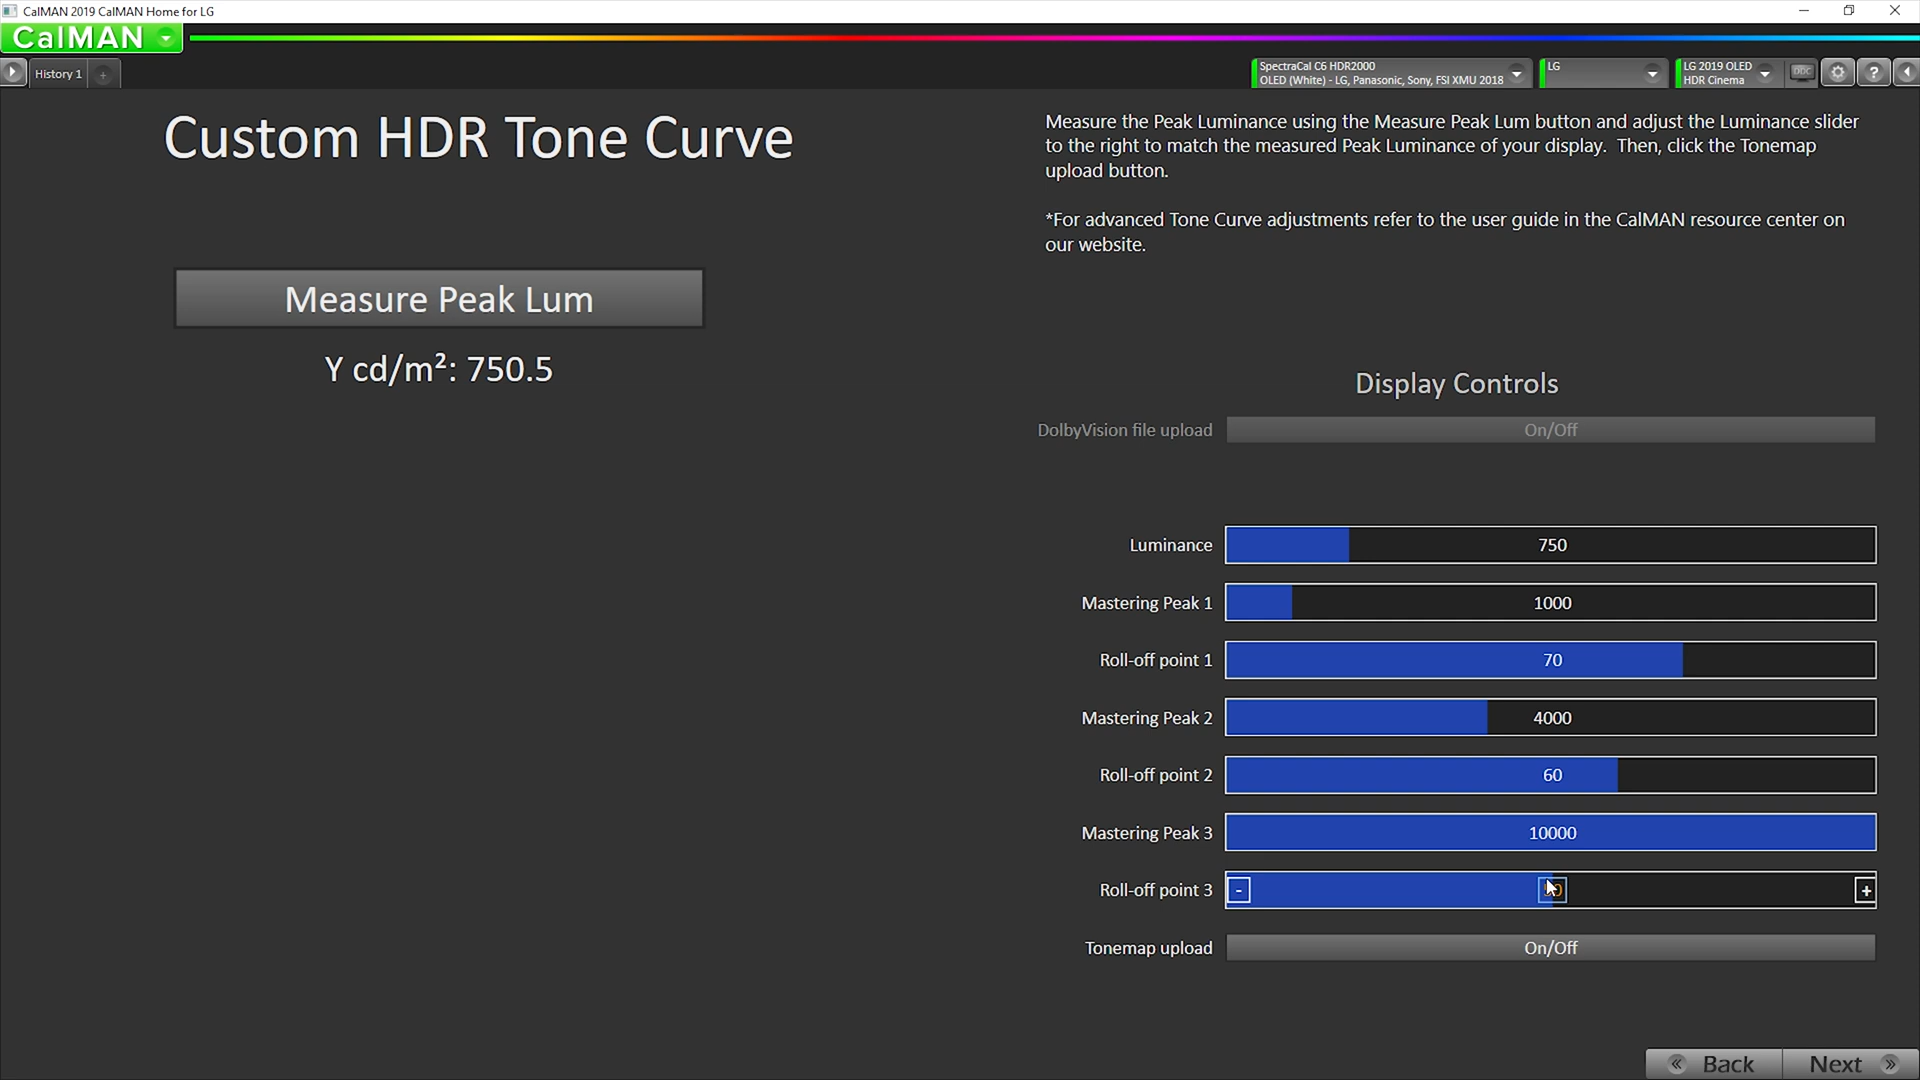 CalMAN 2019 CalMAN Home for LG
CalMAN
History 1
+
SpectraCal C6 HDR2000
OLED (White) - LG, Panasonic, Sony, FSI XMU 2018
LG
LG 2019 OLED
HDR Cinema
DDC
?
Custom HDR Tone Curve
Measure the Peak Luminance using the Measure Peak Lum button and adjust the Luminance slider
to the right to match the measured Peak Luminance of your display. Then, click the Tonemap
upload button.
*For advanced Tone Curve adjustments refer to the user guide in the CalMAN resource center on
our website.
Measure Peak Lum
Y cd/m²: 750.5
Display Controls
DolbyVision file upload On/Off
Luminance 750
Mastering Peak 1 1000
Roll-off point 1 70
Mastering Peak 2 4000
Roll-off point 2 60
Mastering Peak 3 10000
Roll-off point 3 - +
Tonemap upload On/Off
« Back Next »